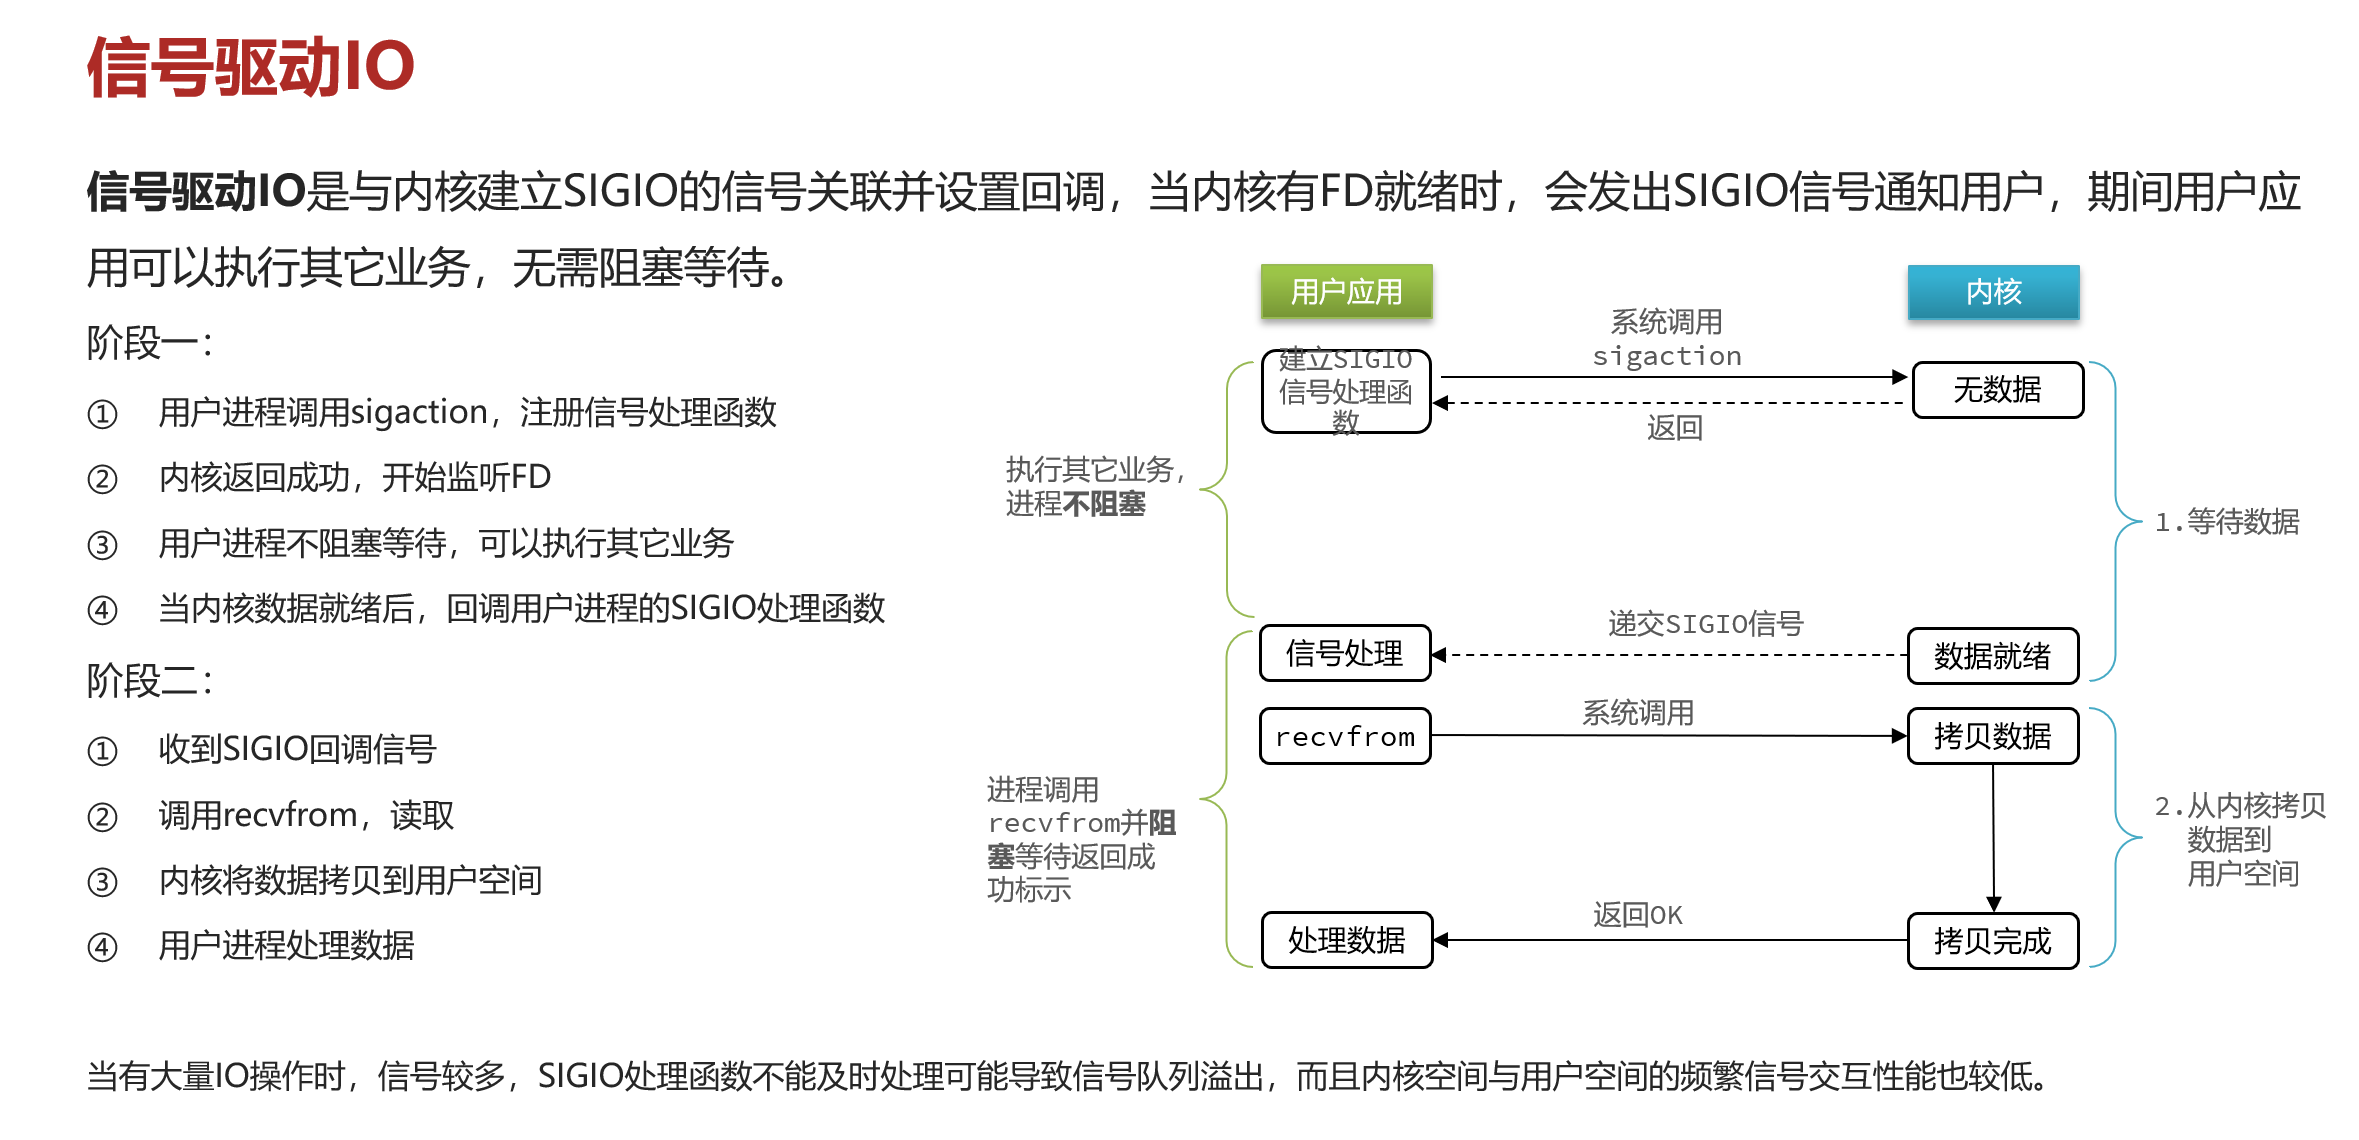 信号驱动IO
信号驱动IO是与内核建立SIGIO的信号关联并设置回调，当内核有FD就绪时，会发出SIGIO信号通知用户，期间用户应
用可以执行其它业务，无需阻塞等待。
阶段一：
① 用户进程调用sigaction，注册信号处理函数
② 内核返回成功，开始监听FD
③ 用户进程不阻塞等待，可以执行其它业务
④ 当内核数据就绪后，回调用户进程的SIGIO处理函数
阶段二：
① 收到SIGIO回调信号
② 调用recvfrom，读取
③ 内核将数据拷贝到用户空间
④ 用户进程处理数据
用户应用
内核
系统调用
sigaction
建立SIGIO
信号处理函
数
无数据
返回
执行其它业务，
进程不阻塞
1.等待数据
递交SIGIO信号
信号处理
数据就绪
系统调用
recvfrom
拷贝数据
进程调用
recvfrom并阻
塞等待返回成
功标示
2.从内核拷贝
数据到
用户空间
返回OK
处理数据
拷贝完成
当有大量IO操作时，信号较多，SIGIO处理函数不能及时处理可能导致信号队列溢出，而且内核空间与用户空间的频繁信号交互性能也较低。